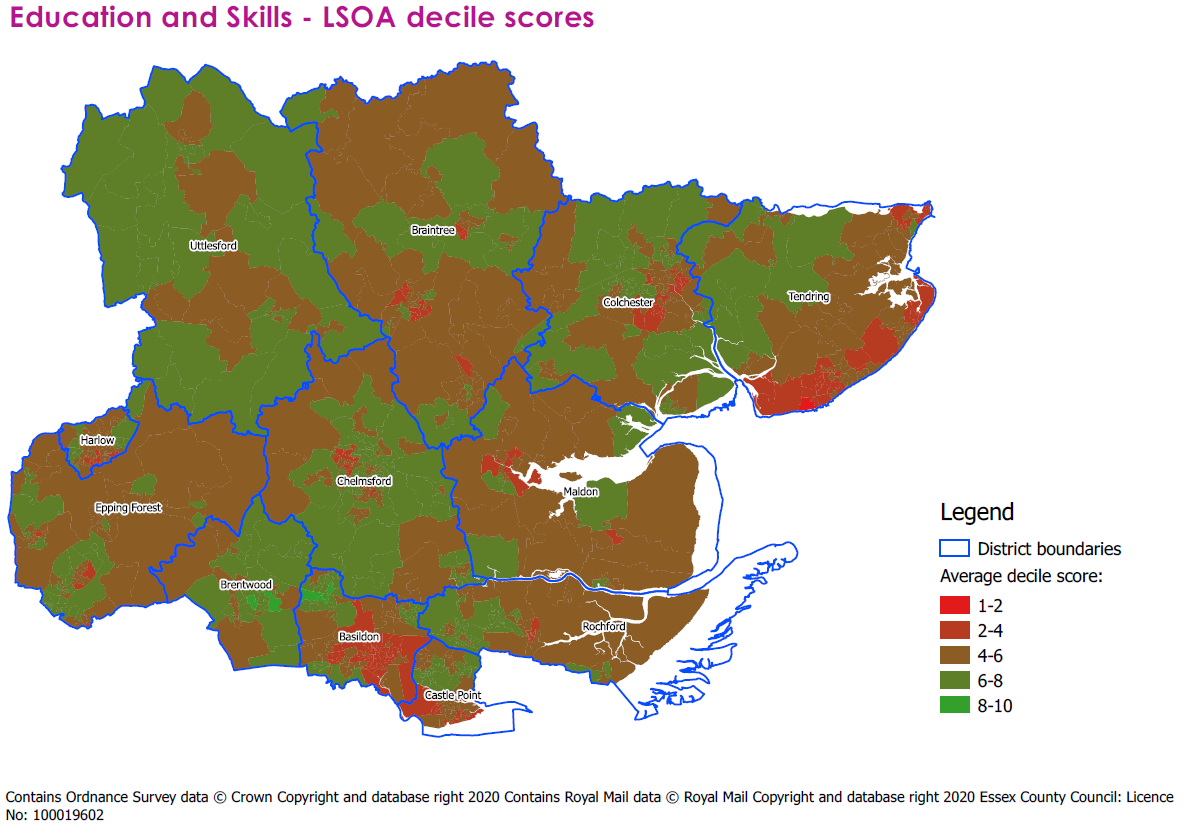 Education and Skills - LSOA decile scores
Uttlesford
Braintree
Colchester
Tendring
Harlow
Epping Forest
Chelmsford
Maldon
Brentwood
Basildon
Rochford
Castle Point
Legend
District boundaries
Average decile score:
1-2
2-4
4-6
6-8
8-10
Contains Ordnance Survey data © Crown Copyright and database right 2020 Contains Royal Mail data © Royal Mail Copyright and database right 2020 Essex County Council: Licence
No: 100019602